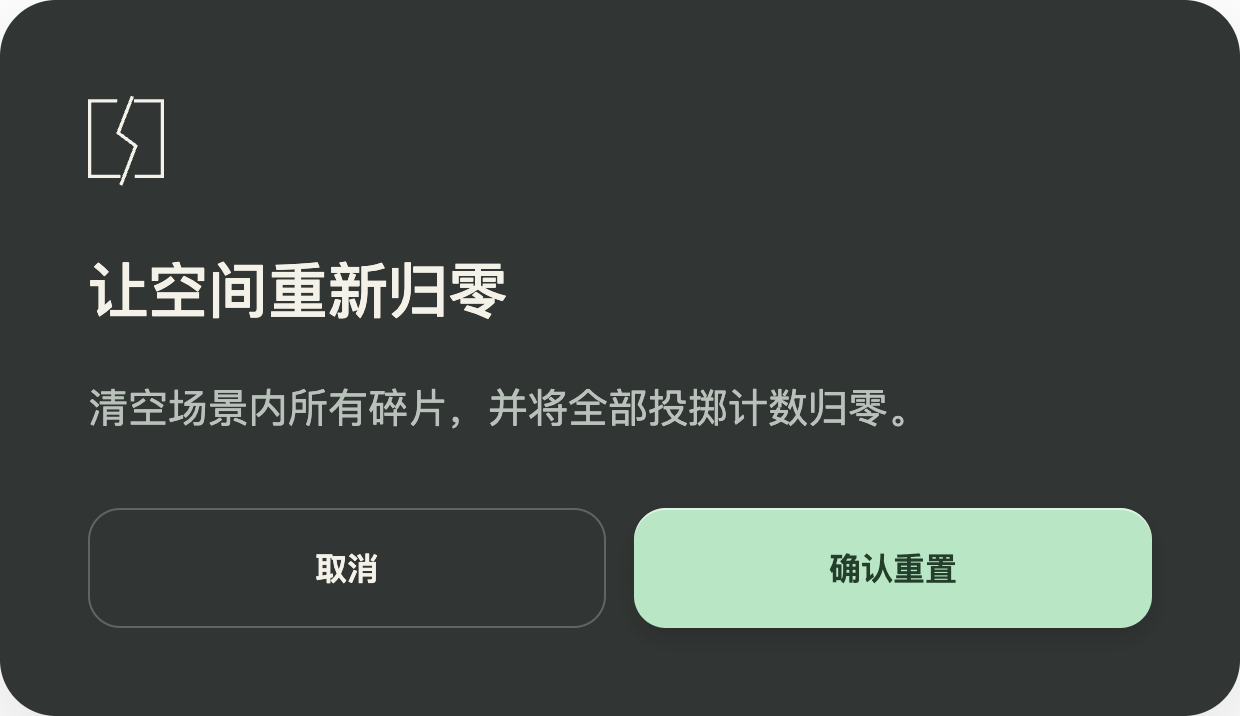 让空间重新归零
清空场景内所有碎片，并将全部投掷计数归零。
取消
确认重置